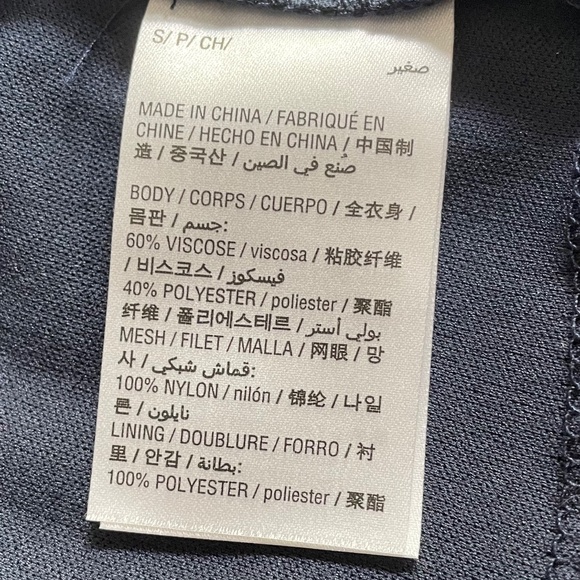 S/ P/ CH/
صغير
MADE IN CHINA / FABRIQUÉ EN
CHINE / HECHO EN CHINA / 中国制
造 / 중국산 / صُنع في الصين
BODY / CORPS / CUERPO / 全衣身 /
몸판 / جسم:
60% VISCOSE / viscosa / 粘胶纤维
/ 비스코스 / فيسكوز
40% POLYESTER / poliester / 聚酯
纤维 / 폴리에스테르 / بولي أستر
MESH / FILET / MALLA / 网眼 / 망
사 / قماش شبكي:
100% NYLON / nilón / 锦纶 / 나일
론 / نايلون
LINING / DOUBLURE / FORRO / 衬
里 / 안감 / بطانة:
100% POLYESTER / poliester / 聚酯